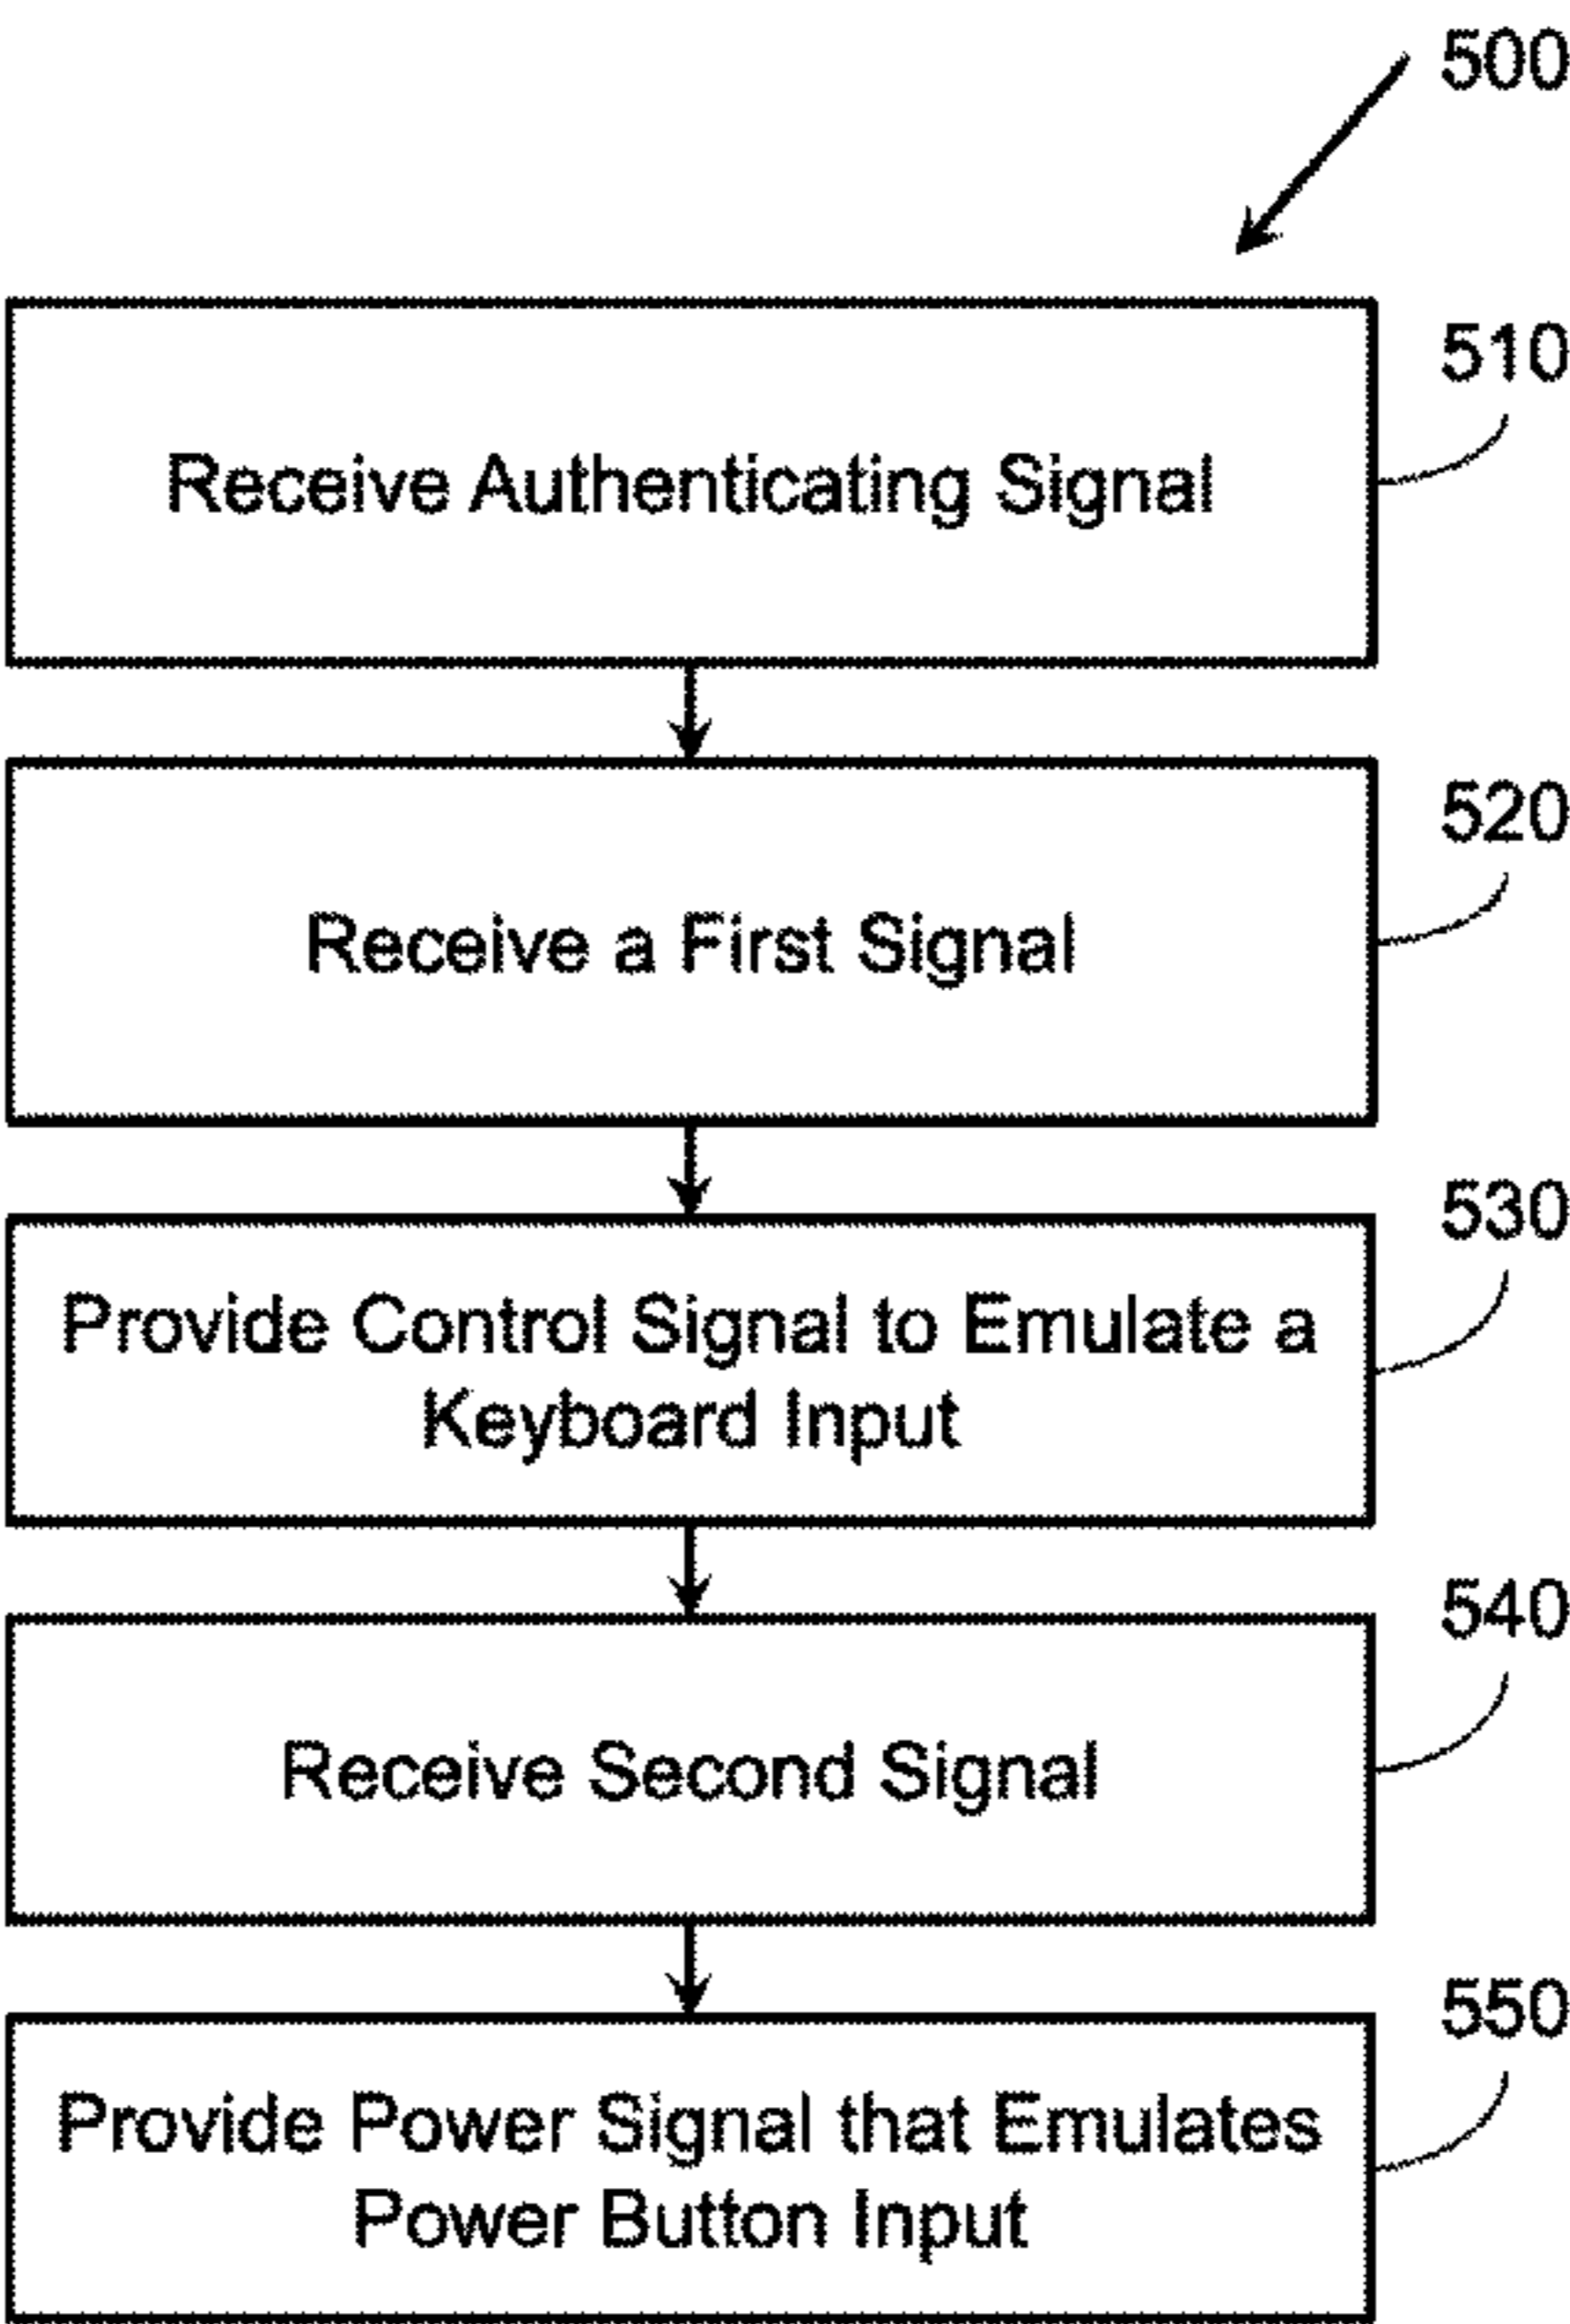 500
510
Receive Authenticating Signal
520
Receive a First Signal
530
Provide Control Signal to Emulate a
Keyboard Input
540
Receive Second Signal
550
Provide Power Signal that Emulates
Power Button Input